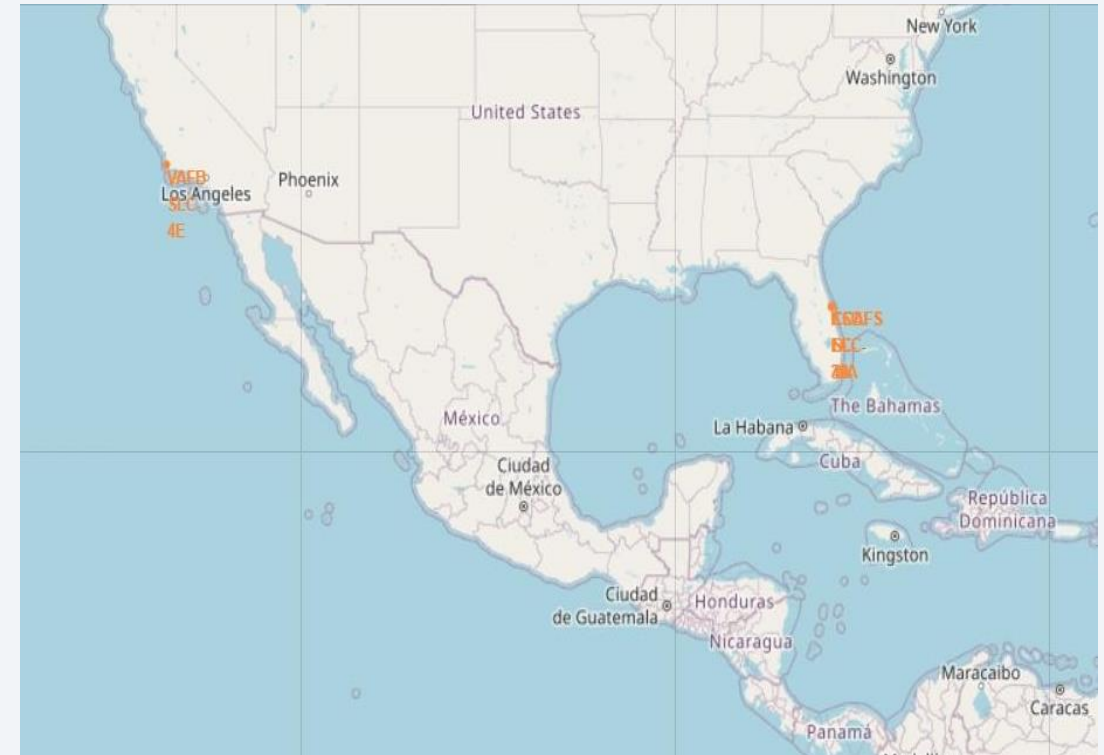 New York
Washington
United States
VAFB
Los Angeles
Phoenix
SLC
4E
The Bahamas
México
La Habana
Cuba
Ciudad
de México
República
Dominicana
Kingston
Ciudad
de Guatemala
Honduras
Nicaragua
Maracaibo
Caracas
Panamá